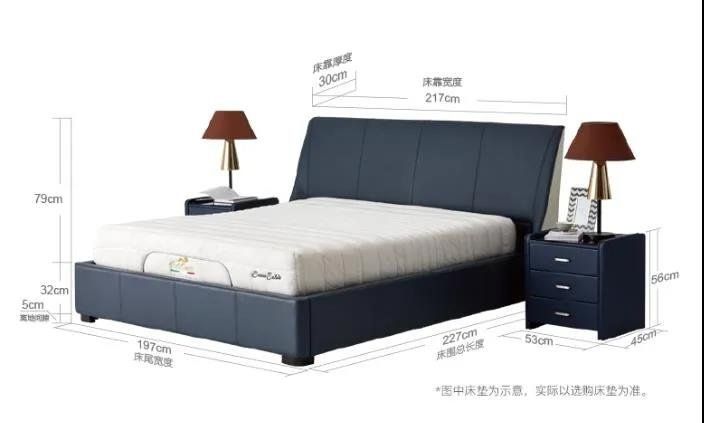 床靠厚度
30cm
床靠宽度
217cm
79cm
32cm
5cm
离地间隙
197cm
床尾宽度
227cm
床围总长度
53cm
45cm
56cm
*图中床垫为示意，实际以选购床垫为准。